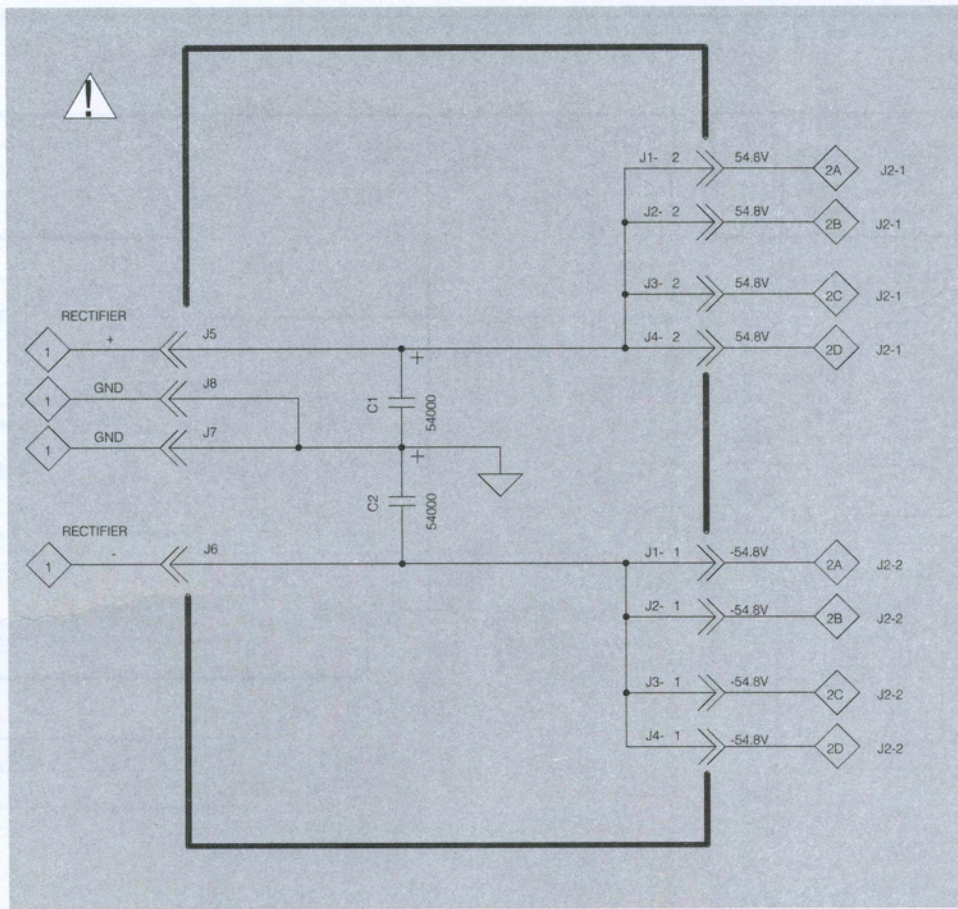 !
J1- 2 54.8V 2A J2-1
J2- 2 54.8V 2B J2-1
J3- 2 54.8V 2C J2-1
RECTIFIER
1 + J5
J4- 2 54.8V 2D J2-1
1 GND J8
C1 54000
1 GND J7
+
+
C2 54000
RECTIFIER
1 - J6
J1- 1 -54.8V 2A J2-2
J2- 1 -54.8V 2B J2-2
J3- 1 -54.8V 2C J2-2
J4- 1 -54.8V 2D J2-2